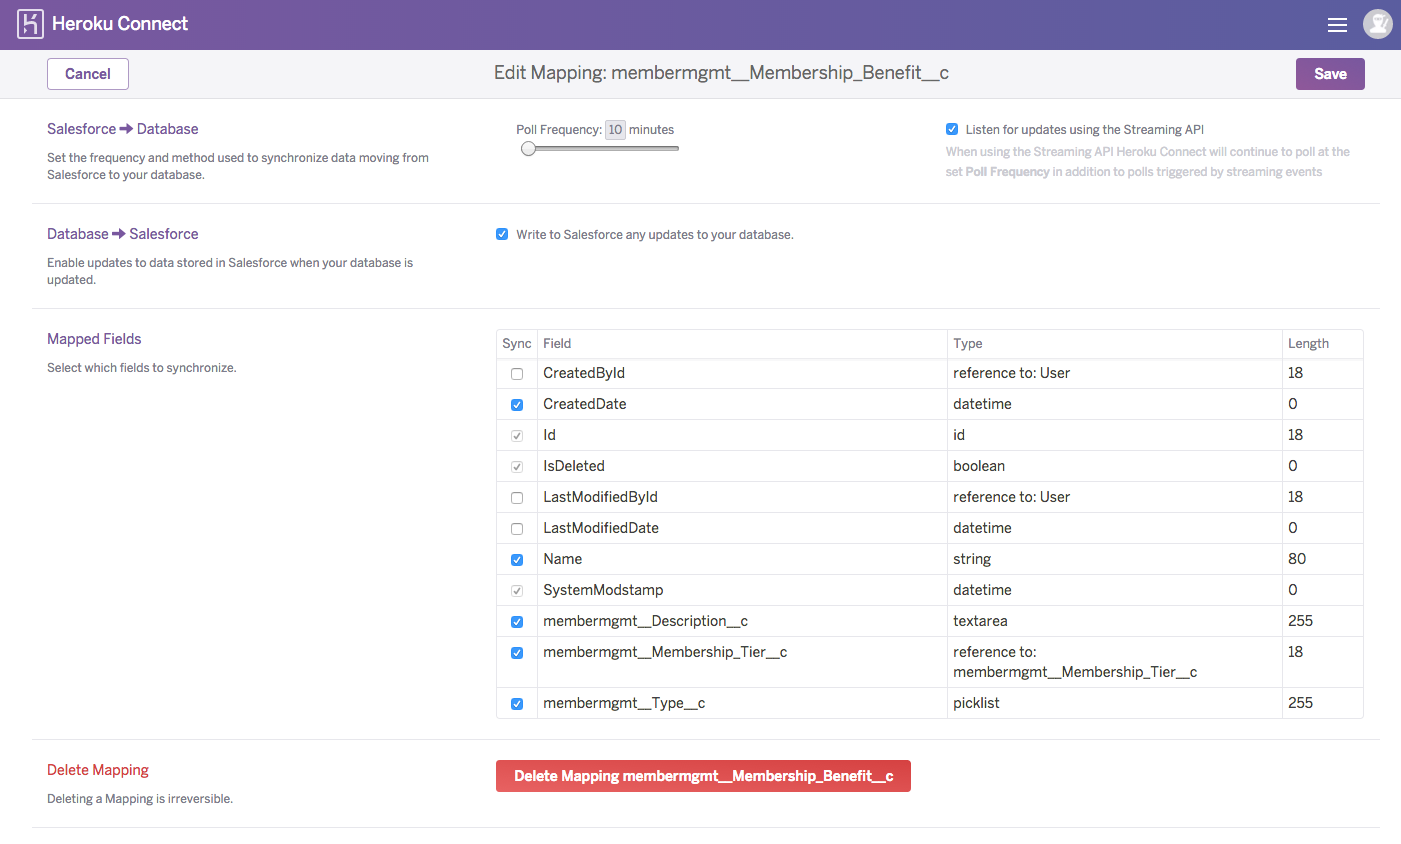 Heroku Connect
Cancel
Edit Mapping: membermgmt__Membership_Benefit__c
Save
Salesforce ➔ Database
Set the frequency and method used to synchronize data moving from
Salesforce to your database.
Poll Frequency: 10 minutes
Listen for updates using the Streaming API
When using the Streaming API Heroku Connect will continue to poll at the
set Poll Frequency in addition to polls triggered by streaming events
Database ➔ Salesforce
Enable updates to data stored in Salesforce when your database is
updated.
Write to Salesforce any updates to your database.
Mapped Fields
Select which fields to synchronize.
Sync Field Type Length
CreatedById reference to: User 18
CreatedDate datetime 0
Id id 18
IsDeleted boolean 0
LastModifiedById reference to: User 18
LastModifiedDate datetime 0
Name string 80
SystemModstamp datetime 0
membermgmt__Description__c textarea 255
membermgmt__Membership_Tier__c reference to: 18
membermgmt__Membership_Tier__c
membermgmt__Type__c picklist 255
Delete Mapping
Deleting a Mapping is irreversible.
Delete Mapping membermgmt__Membership_Benefit__c